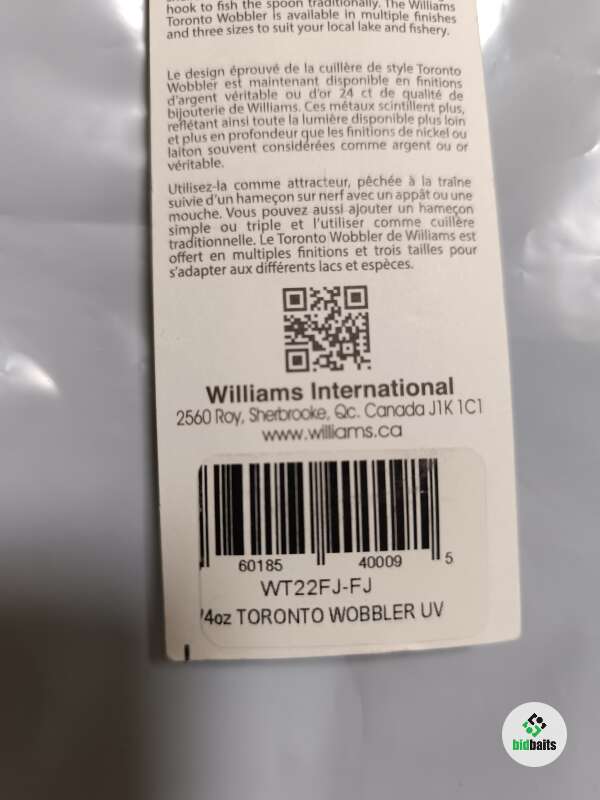 hook to fish the spoon traditionally. The Williams
Toronto Wobbler is available in multiple finishes
and three sizes to suit your local lake and fishery.
Le design éprouvé de la cuillère de style Toronto
Wobbler est maintenant disponible en finitions
d'argent véritable ou d'or 24 ct de qualité de
bijouterie de Williams. Ces métaux scintillent plus,
reflétant ainsi toute la lumière disponible plus loin
et plus en profondeur que les finitions de nickel ou
laiton souvent considérées comme argent ou or
véritable.
Utilisez-la comme attracteur, pêchée à la traîne
suivie d'un hameçon sur nerf avec un appât ou une
mouche. Vous pouvez aussi ajouter un hameçon
simple ou triple et l'utiliser comme cuillère
traditionnelle. Le Toronto Wobbler de Williams est
offert en multiples finitions et trois tailles pour
s'adapter aux différents lacs et espèces.
Williams International
2560 Roy, Sherbrooke, Qc. Canada J1K 1C1
www.williams.ca
60185 40009 5
WT22FJ-FJ
/4oz TORONTO WOBBLER UV
bidbaits